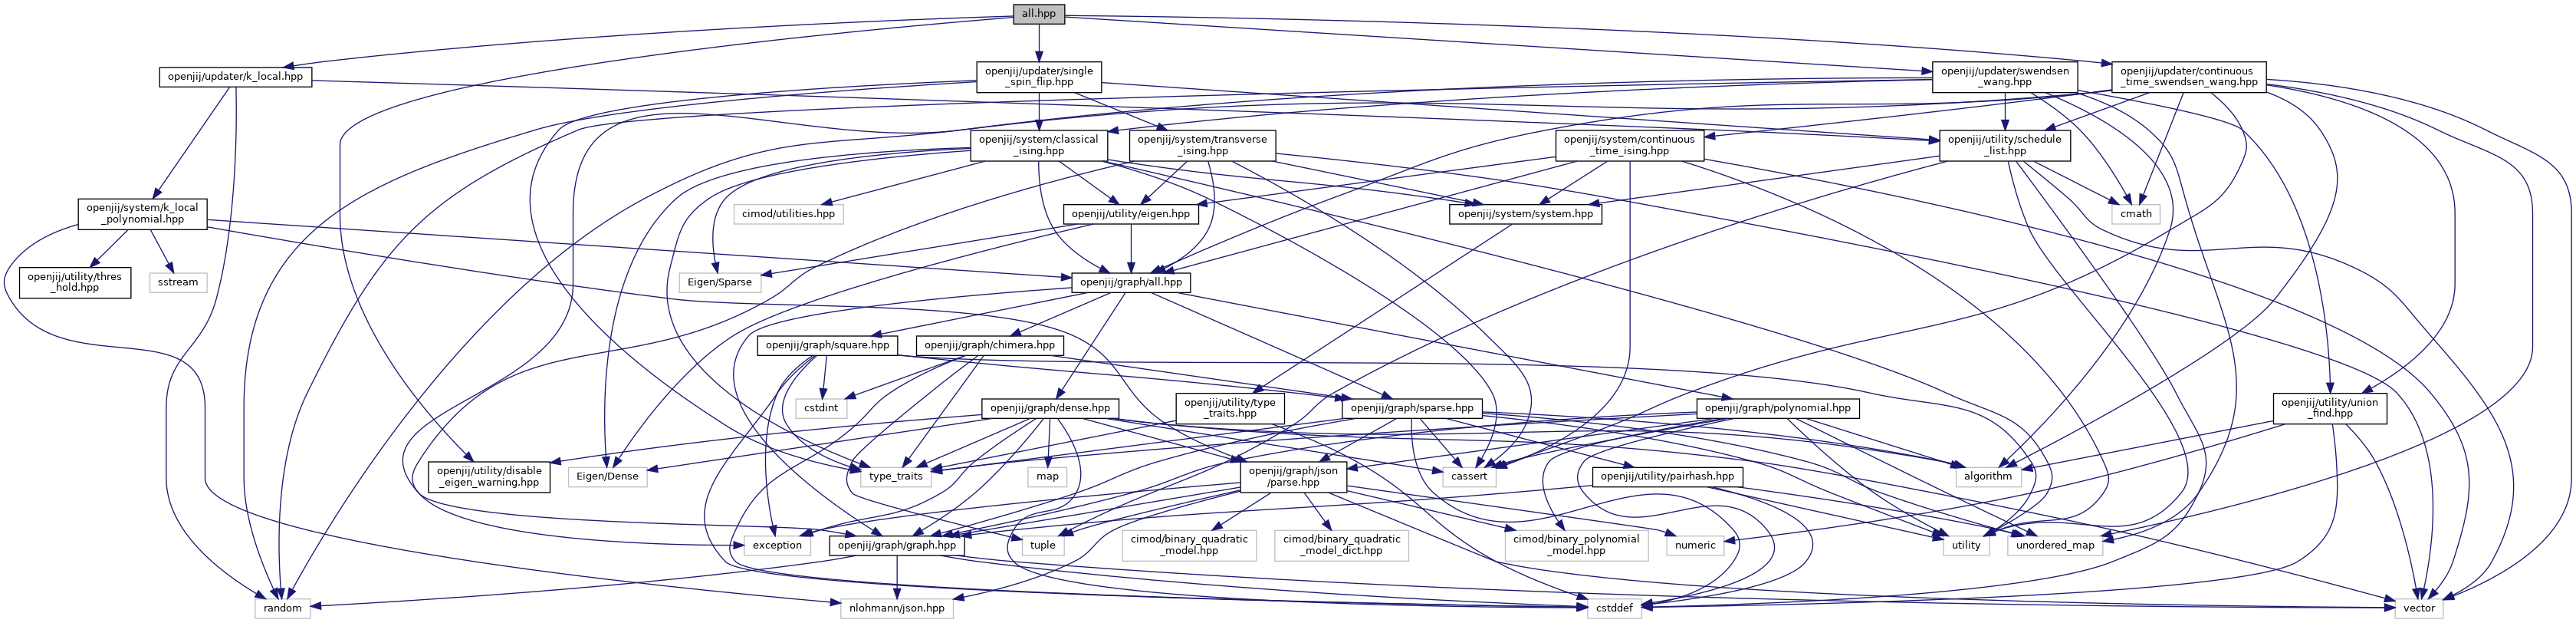 all.hpp
openjij/updater/k_local.hpp
openjij/updater/single
_spin_flip.hpp
openjij/updater/swendsen
_wang.hpp
openjij/updater/continuous
_time_swendsen_wang.hpp
openjij/system/classical
_ising.hpp
openjij/system/transverse
_ising.hpp
openjij/system/continuous
_time_ising.hpp
openjij/utility/schedule
_list.hpp
openjij/system/k_local
_polynomial.hpp
cimod/utilities.hpp
openjij/utility/eigen.hpp
openjij/system/system.hpp
cmath
openjij/utility/thres
_hold.hpp
sstream
Eigen/Sparse
openjij/graph/all.hpp
openjij/graph/square.hpp
openjij/graph/chimera.hpp
cstdint
openjij/graph/dense.hpp
openjij/utility/type
_traits.hpp
openjij/graph/sparse.hpp
openjij/graph/polynomial.hpp
openjij/utility/union
_find.hpp
openjij/utility/disable
_eigen_warning.hpp
Eigen/Dense
type_traits
map
openjij/graph/json
/parse.hpp
cassert
openjij/utility/pairhash.hpp
algorithm
exception
openjij/graph/graph.hpp
tuple
cimod/binary_quadratic
_model.hpp
cimod/binary_quadratic
_model_dict.hpp
cimod/binary_polynomial
_model.hpp
numeric
utility
unordered_map
random
nlohmann/json.hpp
cstddef
vector